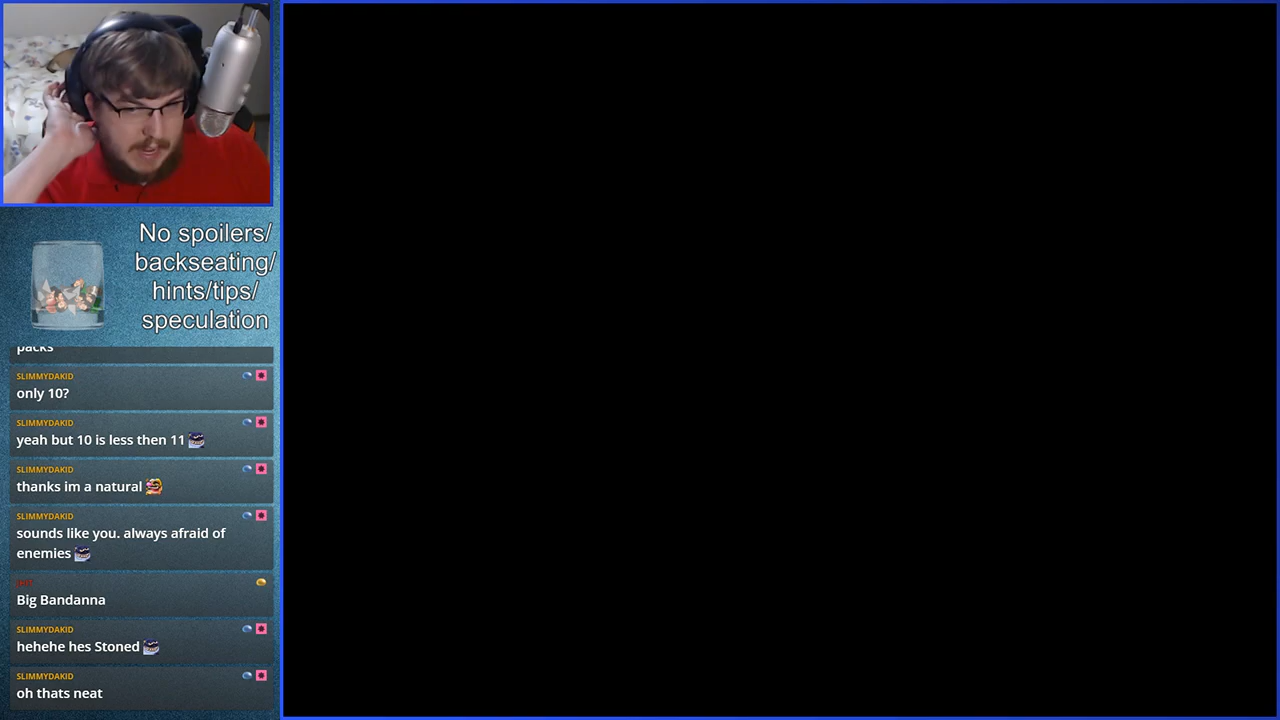 No spoilers/
backseating/
hints/tips/
speculation
packs
SLIMMYDAKID
only 10?
SLIMMYDAKID
yeah but 10 is less then 11
SLIMMYDAKID
thanks im a natural
SLIMMYDAKID
sounds like you. always afraid of
enemies
Big Bandanna
SLIMMYDAKID
hehehe hes Stoned
SLIMMYDAKID
oh thats neat